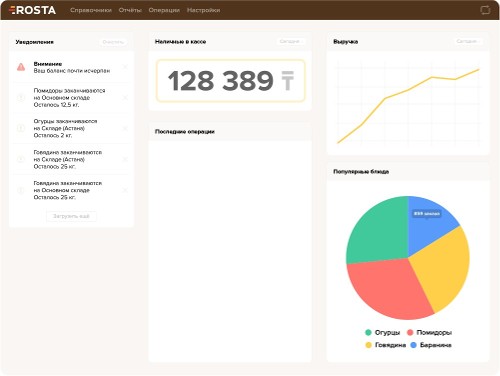 ROSTA
Справочники Отчёты Операции Настройки
Уведомления
Очистить
Внимание
Ваш баланс почти исчерпан
Помидоры заканчиваются
на Основном складе
Осталось 12,5 кг.
Огурцы заканчиваются
на Складе (Астана)
Осталось 2 кг.
Говядина заканчивается
на Складе (Астана)
Осталось 25 кг.
Говядина заканчивается
на Основном складе
Осталось 25 кг.
Загрузить ещё
Наличные в кассе
Сегодня
128 389 ₸
Последние операции
Выручка
Сегодня
Популярные блюда
Огурцы Помидоры
Говядина Баранина